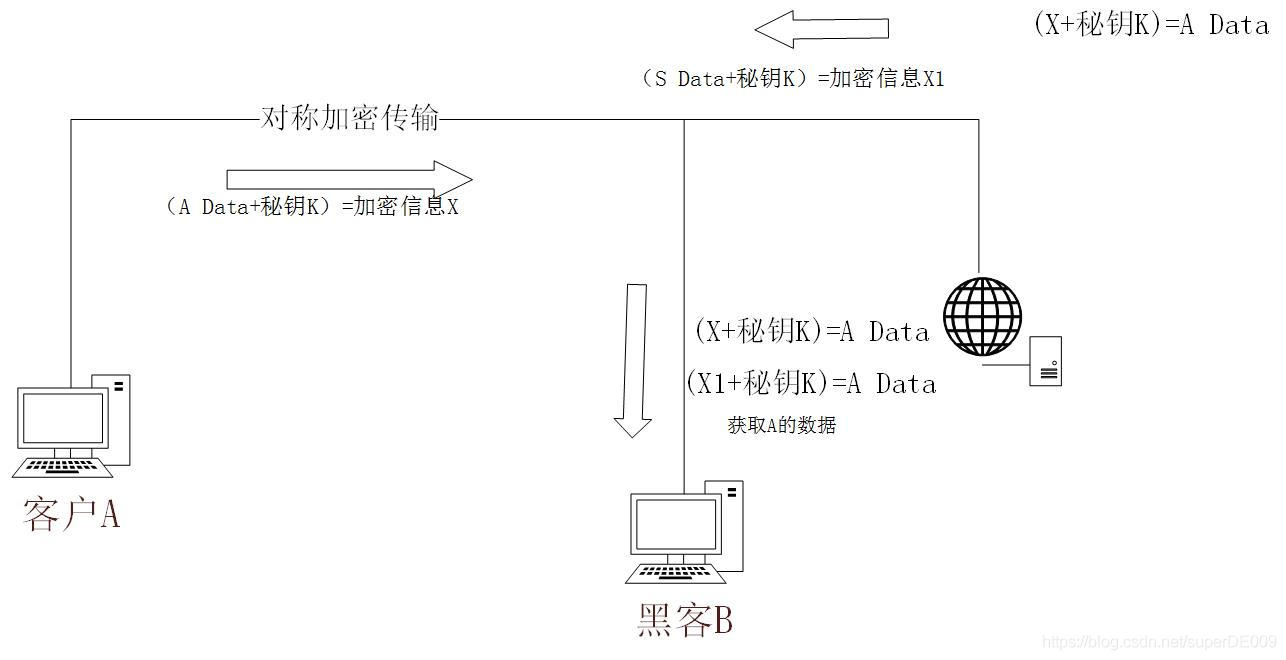 (X+秘钥K)=A Data
（S Data+秘钥K）=加密信息X1
对称加密传输
（A Data+秘钥K）=加密信息X
(X+秘钥K)=A Data
(X1+秘钥K)=A Data
获取A的数据
客户A
黑客B
https://blog.csdn.net/superDE009